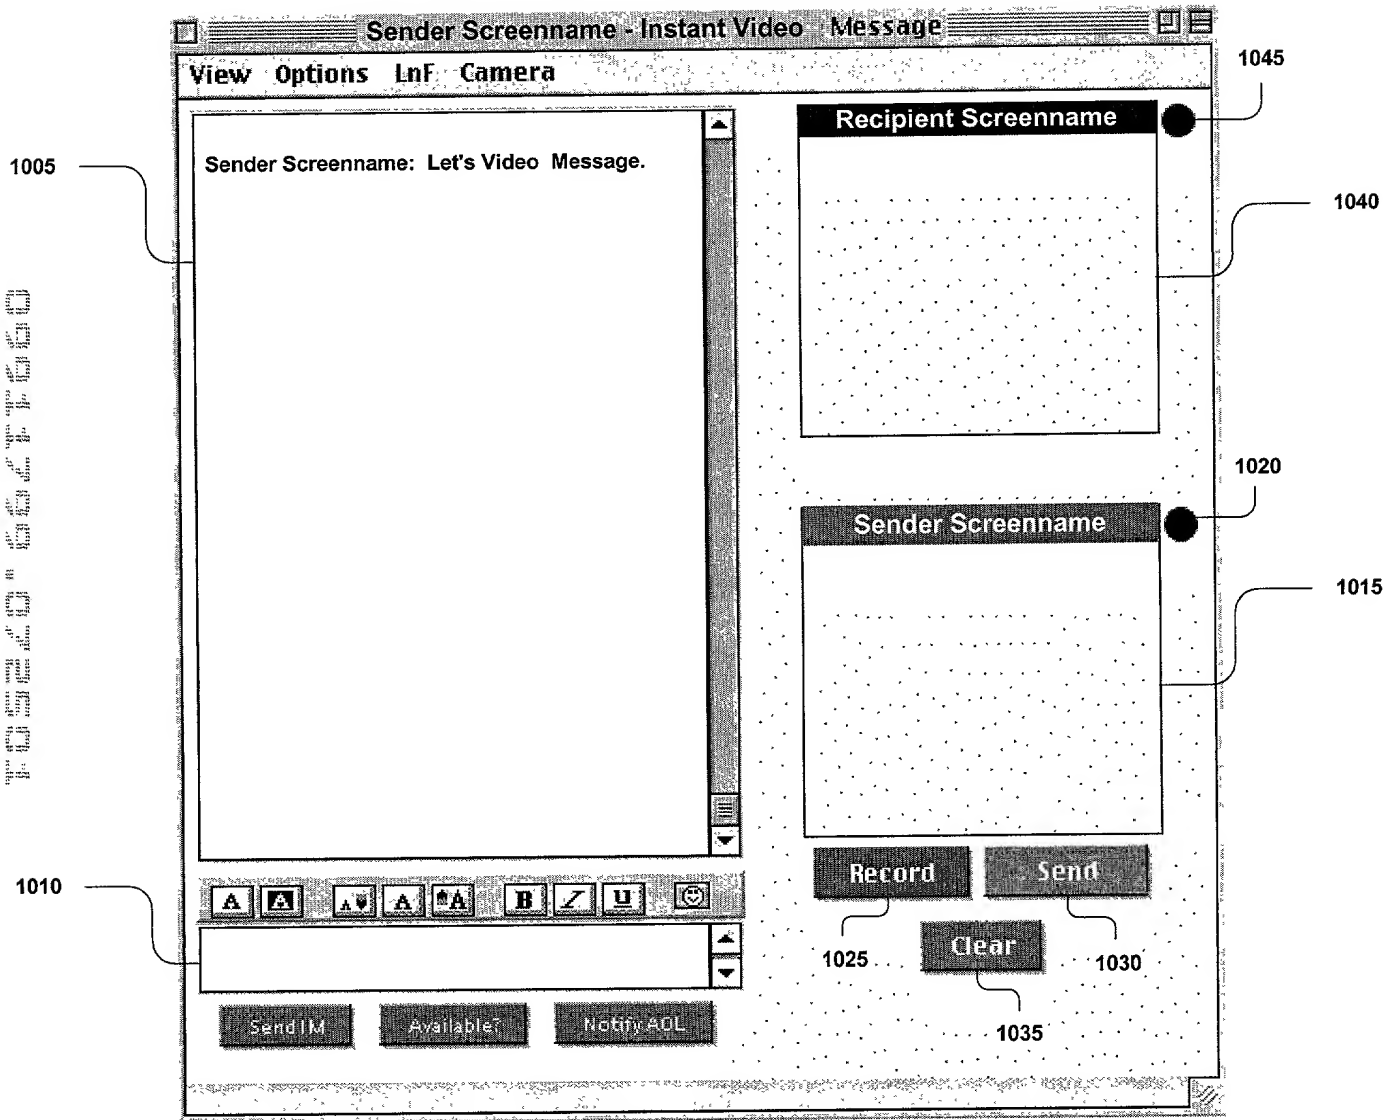 Sender Screenname - Instant Video Message
View Options LnF Camera
1045
Recipient Screenname
1005
Sender Screenname: Let's Video Message.
1040
1020
Sender Screenname
1015
Record Send
1010
A A A A A B I U
Clear
1025
1030
Send IM Available? Notify AOL
1035